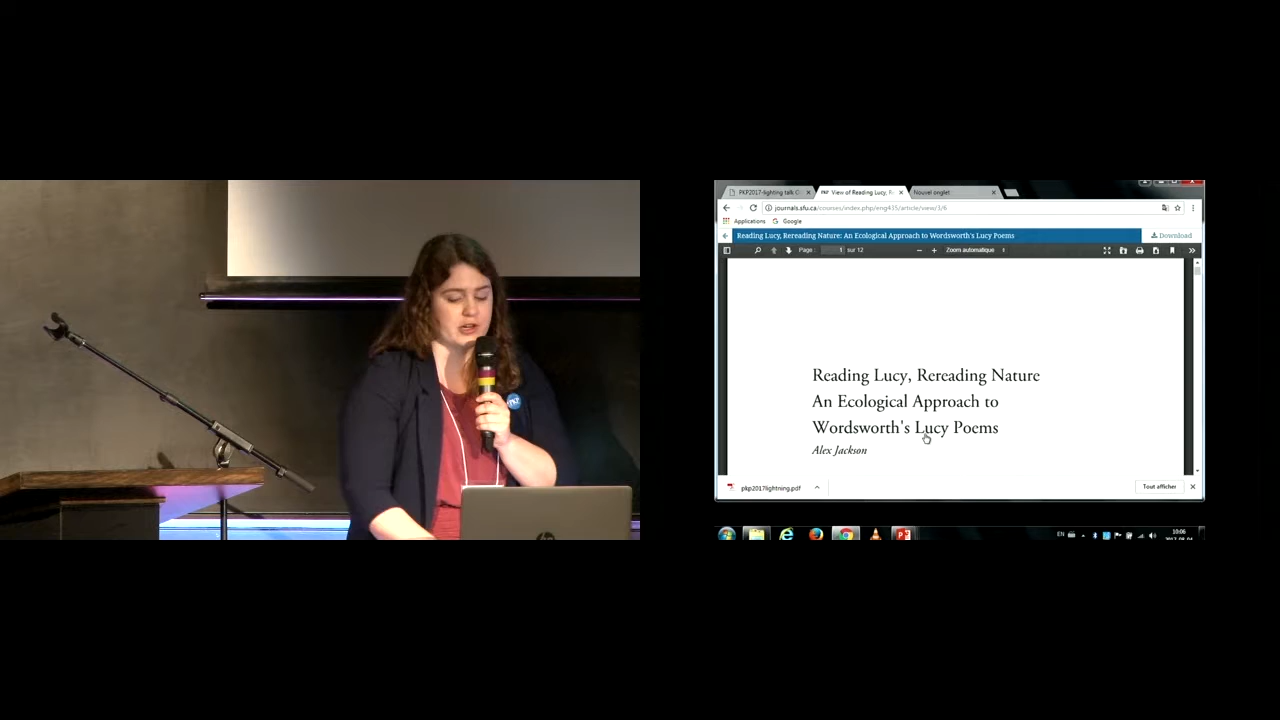 PKP
hp
PKP2017-lighting talk
View of Reading Lucy, R
Nouvel onglet
journals.sfu.ca/courses/index.php/eng435/article/view/3/6
Applications
Google
Reading Lucy, Rereading Nature: An Ecological Approach to Wordsworth's Lucy Poems
Download
Page :
1
sur 12
Zoom automatique
Reading Lucy, Rereading Nature
An Ecological Approach to
Wordsworth's Lucy Poems
Alex Jackson
pkp2017lightning.pdf
Tout afficher
EN
10:06